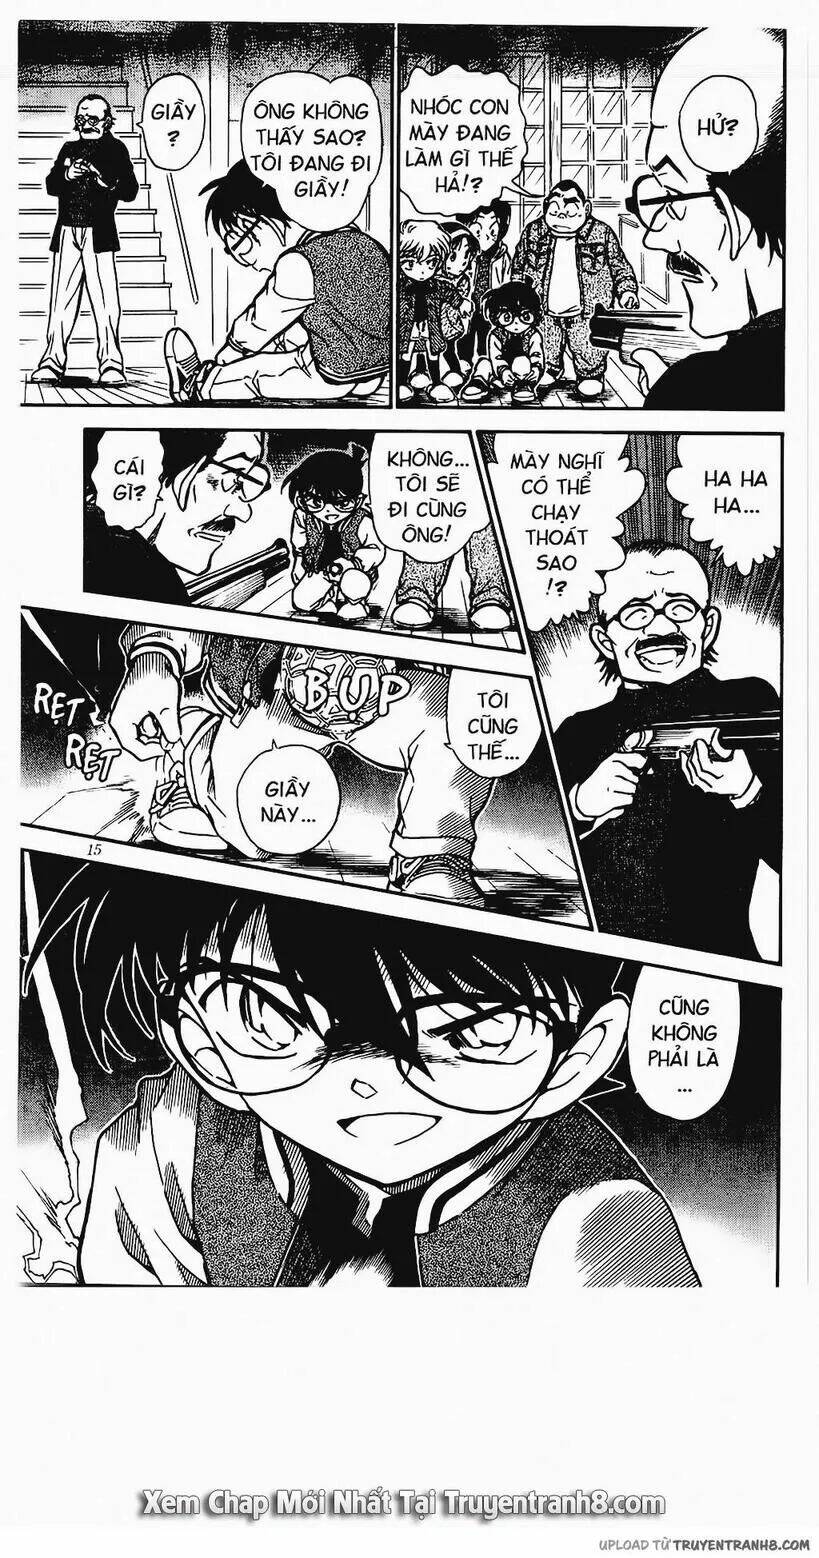 HỬ?
NHÓC CON
MÀY ĐANG
LÀM GÌ THẾ
HẢ!?
ÔNG KHÔNG
THẤY SAO?
TÔI ĐANG ĐI
GIẦY!
GIẦY
?
HA HA
HA...
MÀY NGHĨ
CÓ THỂ
CHẠY
THOÁT
SAO
!?
KHÔNG...
TÔI SẼ
ĐI CÙNG
ÔNG!
CÁI
GÌ?
TÔI
CŨNG
THẾ...
BỤP
GIẦY
NÀY...
RẸT
RẸT
15
CŨNG
KHÔNG
PHẢI LÀ
...
Xem Chap Mới Nhất Tại Truyentranh8.com
UPLOAD TỪ TRUYENTRANH8.COM